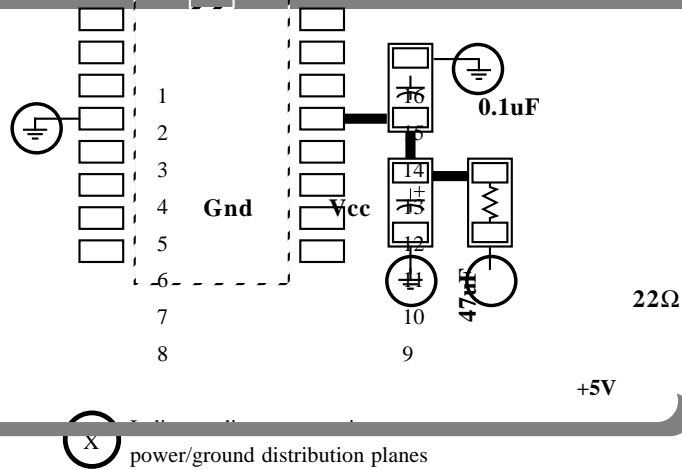 1 16
0.1uF
2 15
3 14
+
4 Gnd Vcc 13
5 12
6 11
47uF
22Ω
7 10
8 9
+5V
X
power/ground distribution planes